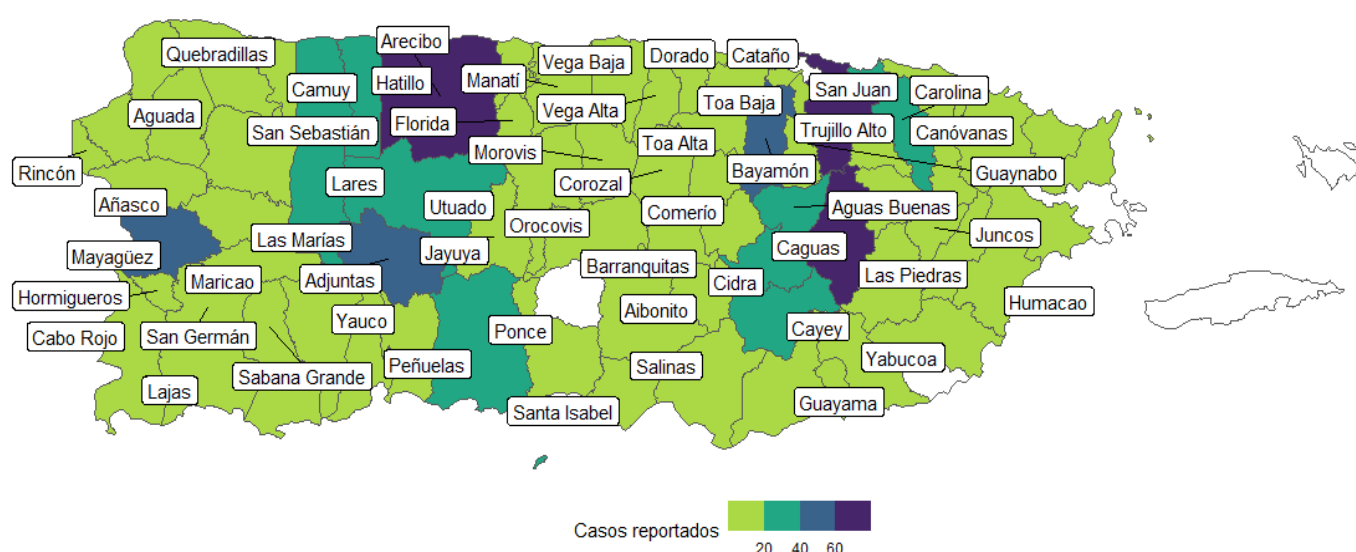 Arecibo
Quebradillas
Dorado
Cataño
Vega Baja
Hatillo
Manatí
Camuy
San Juan
Carolina
Toa Baja
Vega Alta
Aguada
Florida
San Sebastián
Trujillo Alto
Canóvanas
Toa Alta
Morovis
Rincón
Bayamón
Guaynabo
Lares
Corozal
Añasco
Utuado
Aguas Buenas
Comerío
Orocovis
Juncos
Las Marías
Caguas
Jayuya
Mayagüez
Barranquitas
Las Piedras
Maricao
Adjuntas
Cidra
Hormigueros
Humacao
Aibonito
Yauco
Cayey
Ponce
Cabo Rojo
San Germán
Yabucoa
Peñuelas
Salinas
Sabana Grande
Lajas
Guayama
Santa Isabel
Casos reportados
20 40 60